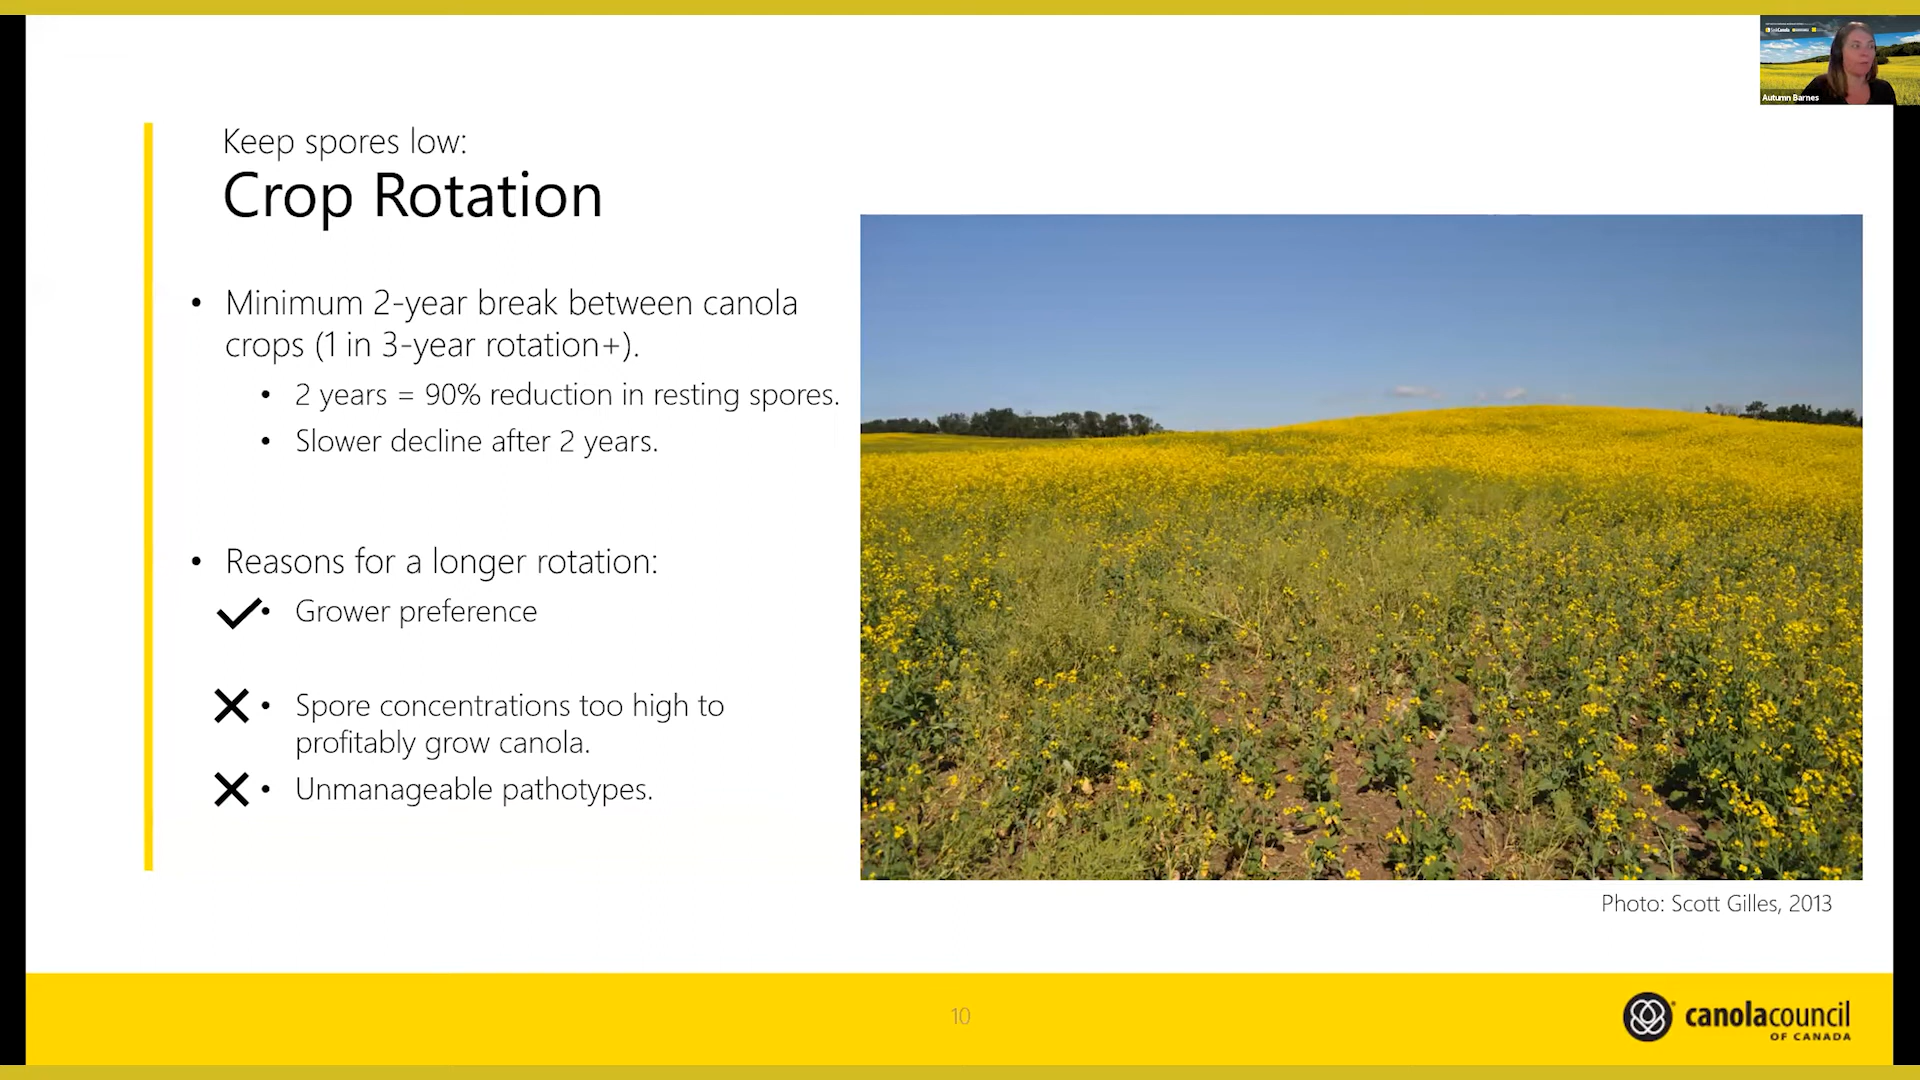 Autumn Barnes
Keep spores low:
Crop Rotation
• Minimum 2-year break between canola
crops (1 in 3-year rotation+).
• 2 years = 90% reduction in resting spores.
• Slower decline after 2 years.
• Reasons for a longer rotation:
• Grower preference
• Spore concentrations too high to
profitably grow canola.
• Unmanageable pathotypes.
Photo: Scott Gilles, 2013
10
canolacouncil
OF CANADA